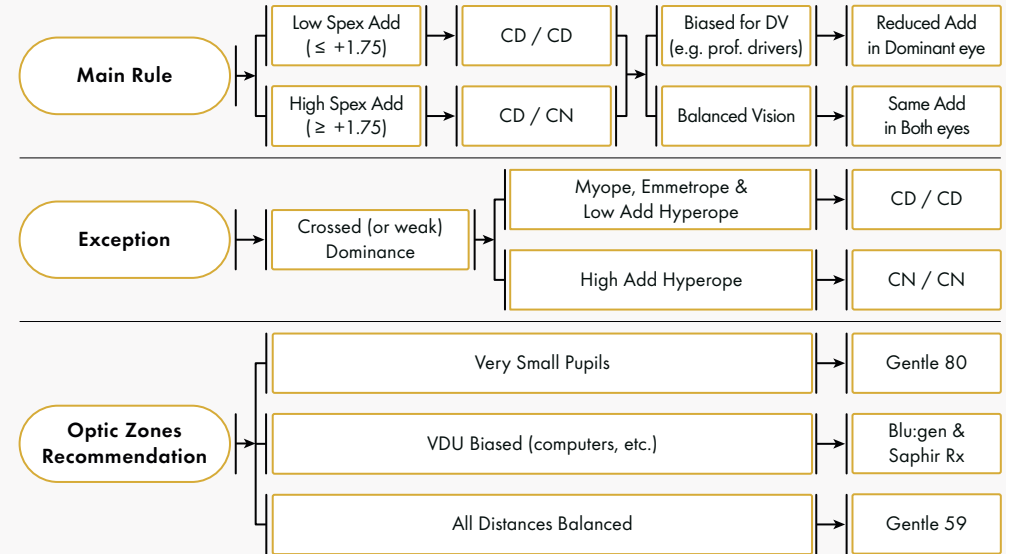 Main Rule
Low Spex Add
( ≤ +1.75)
CD / CD
Biased for DV
(e.g. prof. drivers)
Reduced Add
in Dominant eye
High Spex Add
( ≥ +1.75)
CD / CN
Balanced Vision
Same Add
in Both eyes
Exception
Crossed (or weak)
Dominance
Myope, Emmetrope &
Low Add Hyperope
CD / CD
High Add Hyperope
CN / CN
Optic Zones
Recommendation
Very Small Pupils
Gentle 80
VDU Biased (computers, etc.)
Blu:gen &
Saphir Rx
All Distances Balanced
Gentle 59